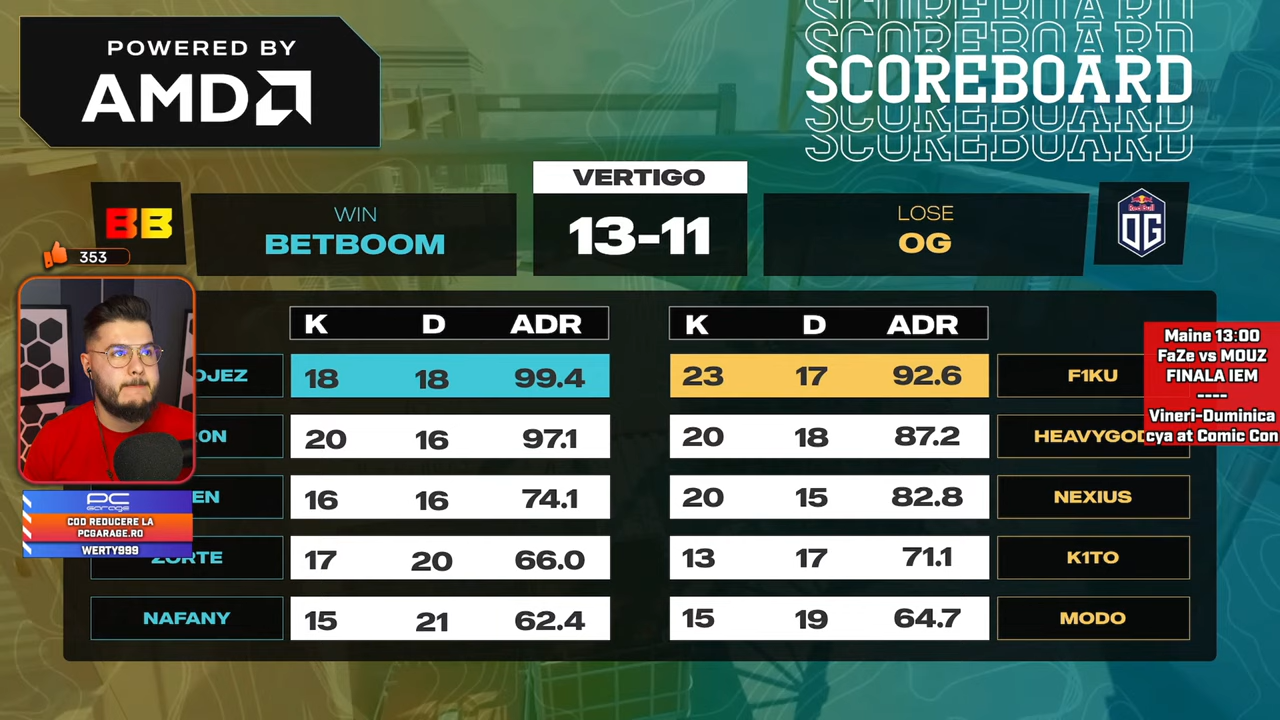 POWERED BY
AMD
SCOREBOARD
SCOREBOARD
SCOREBOARD
SCOREBOARD
SCOREBOARD
VERTIGO
BB
WIN
BETBOOM
13-11
LOSE
OG
OG
353
K D ADR
K D ADR
18 18 99.4
23 17 92.6 F1KU
20 16 97.1
20 18 87.2
16 16 74.1
20 15 82.8 NEXIUS
17 20 66.0
13 17 71.1 K1TO
NAFANY 15 21 62.4
15 19 64.7 MODO
Maine 13:00
FaZe vs MOUZ
FINALA IEM
----
Vineri-Duminica
cya at Comic Con
PC
Garage
COD REDUCERE LA
PCGARAGE.RO
WERTY999